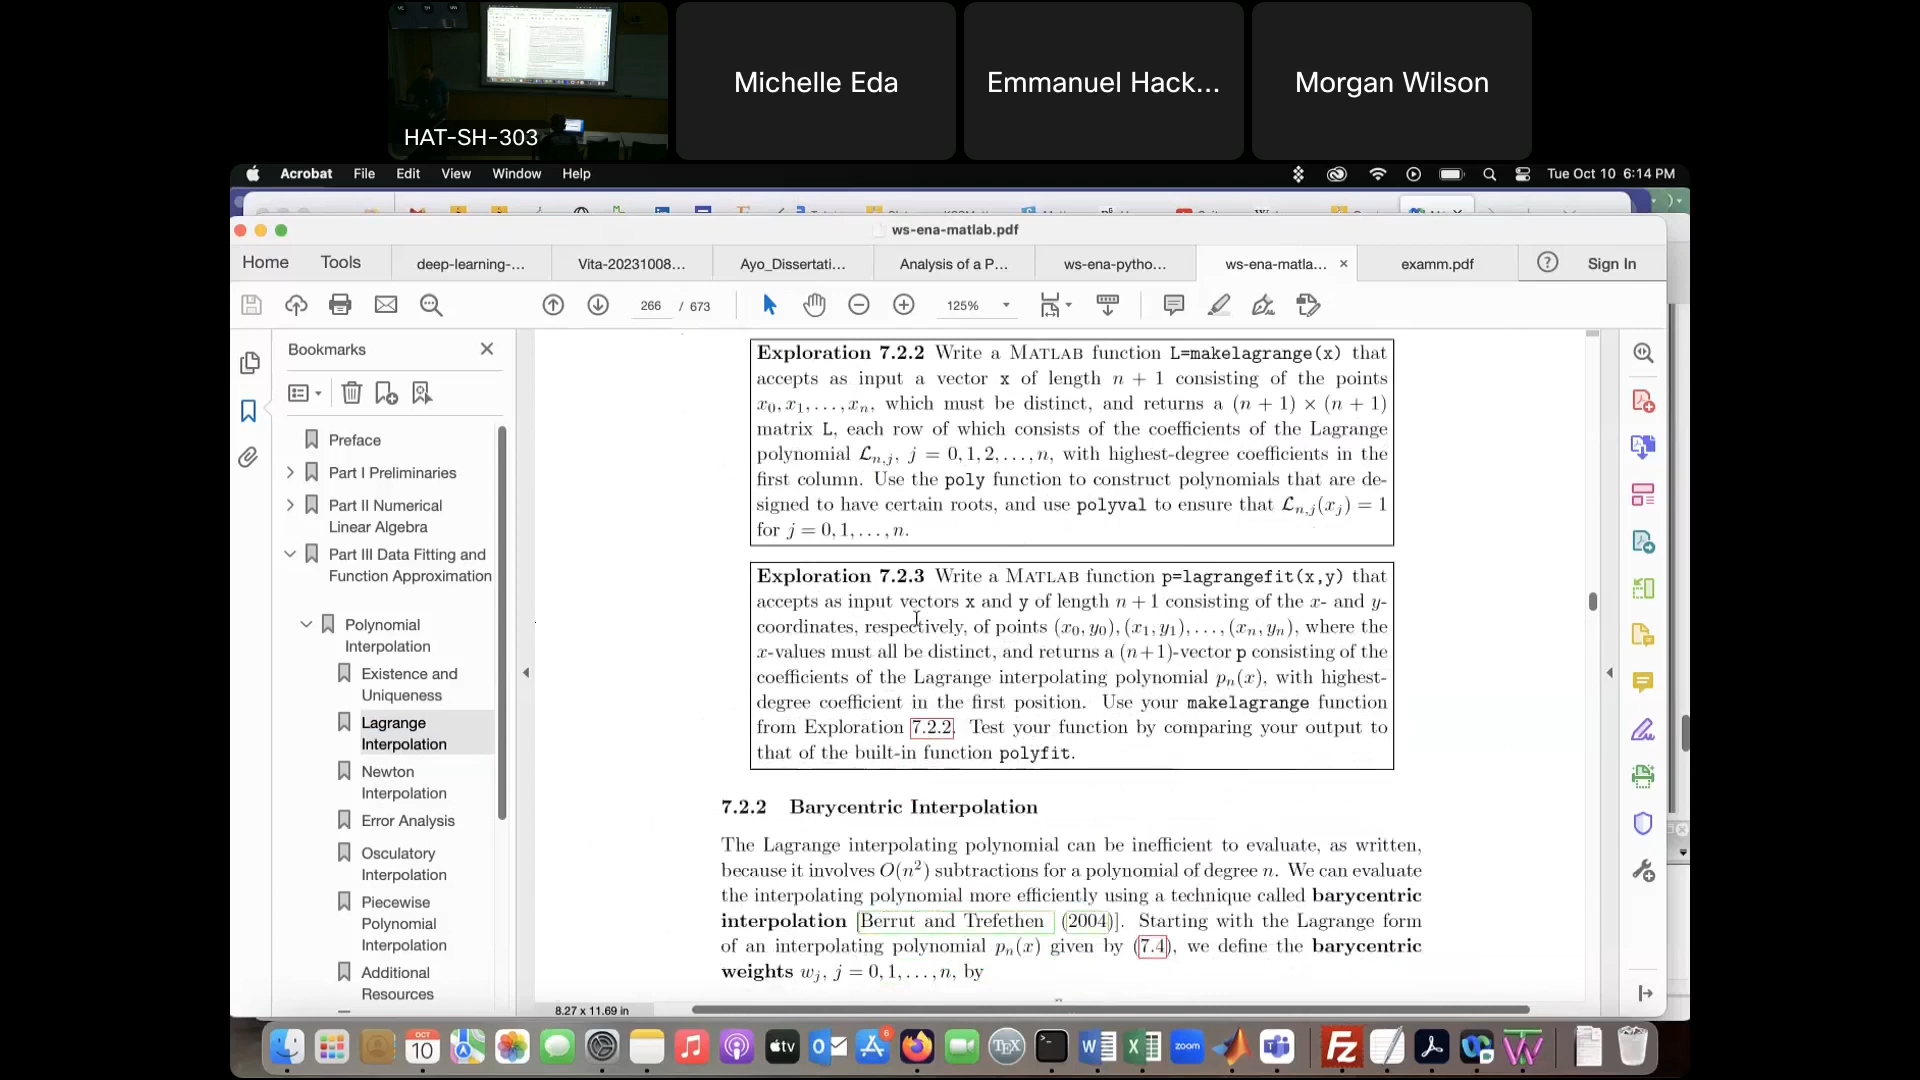 HAT-SH-303
Michelle Eda
Emmanuel Hack...
Morgan Wilson
Acrobat File Edit View Window Help
Tue Oct 10 6:14 PM
ws-ena-matlab.pdf
Home Tools deep-learning-... Vita-20231008... Ayo_Dissertati... Analysis of a P... ws-ena-pytho... ws-ena-matla... × examm.pdf Sign In
266 / 673 125%
Bookmarks
Preface
Part I Preliminaries
Part II Numerical
Linear Algebra
Part III Data Fitting and
Function Approximation
Polynomial
Interpolation
Existence and
Uniqueness
Lagrange
Interpolation
Newton
Interpolation
Error Analysis
Osculatory
Interpolation
Piecewise
Polynomial
Interpolation
Additional
Resources
Exploration 7.2.2 Write a MATLAB function L=makelagrange(x) that
accepts as input a vector x of length n + 1 consisting of the points
x₀, x₁, . . . , xₙ, which must be distinct, and returns a (n + 1) × (n + 1)
matrix L, each row of which consists of the coefficients of the Lagrange
polynomial ℒₙ,ⱼ, j = 0, 1, 2, . . . , n, with highest-degree coefficients in the
first column. Use the poly function to construct polynomials that are de-
signed to have certain roots, and use polyval to ensure that ℒₙ,ⱼ(xⱼ) = 1
for j = 0, 1, . . . , n.
Exploration 7.2.3 Write a MATLAB function p=lagrangefit(x,y) that
accepts as input vectors x and y of length n + 1 consisting of the x- and y-
coordinates, respectively, of points (x₀, y₀), (x₁, y₁), . . . , (xₙ, yₙ), where the
x-values must all be distinct, and returns a (n+1)-vector p consisting of the
coefficients of the Lagrange interpolating polynomial pₙ(x), with highest-
degree coefficient in the first position. Use your makelagrange function
from Exploration 7.2.2. Test your function by comparing your output to
that of the built-in function polyfit.
7.2.2 Barycentric Interpolation
The Lagrange interpolating polynomial can be inefficient to evaluate, as written,
because it involves O(n²) subtractions for a polynomial of degree n. We can evaluate
the interpolating polynomial more efficiently using a technique called barycentric
interpolation [Berrut and Trefethen (2004)]. Starting with the Lagrange form
of an interpolating polynomial pₙ(x) given by (7.4), we define the barycentric
weights wⱼ, j = 0, 1, . . . , n, by
8.27 x 11.69 in
OCT
10
tv
6
TEX
zoom
Fz